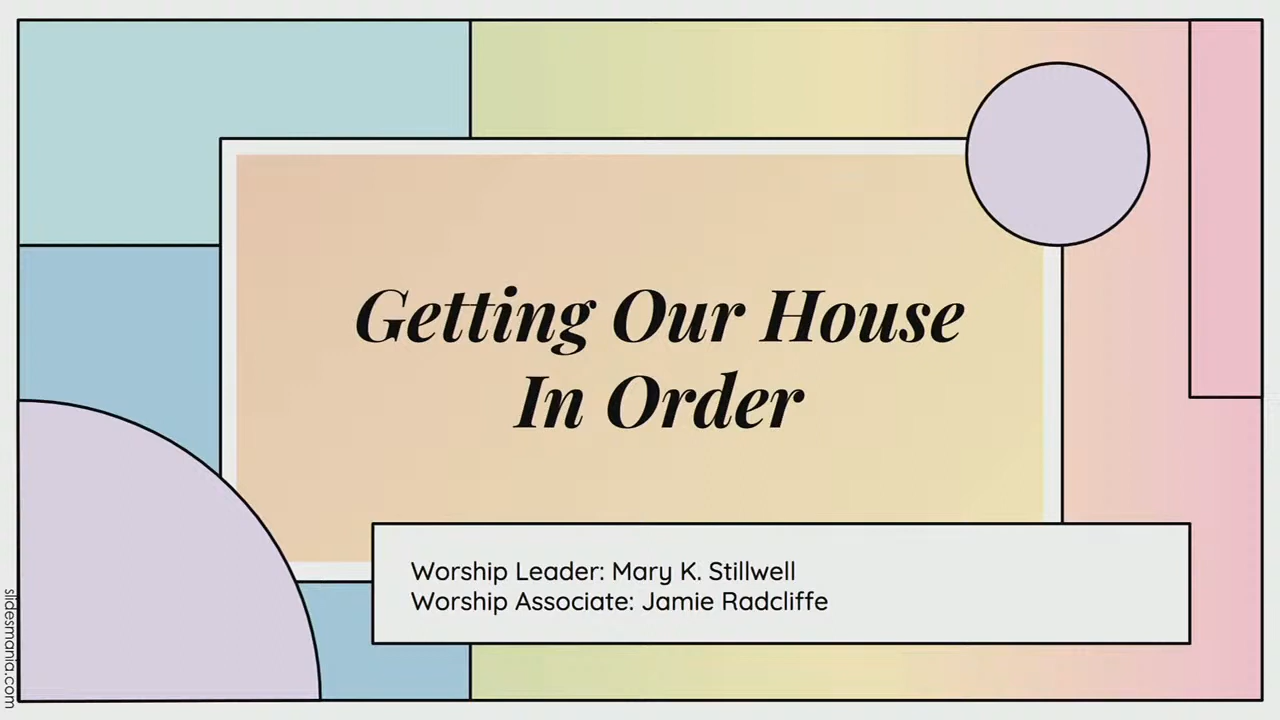 Getting Our House
In Order
Worship Leader: Mary K. Stillwell
Worship Associate: Jamie Radcliffe
slidesmania.com